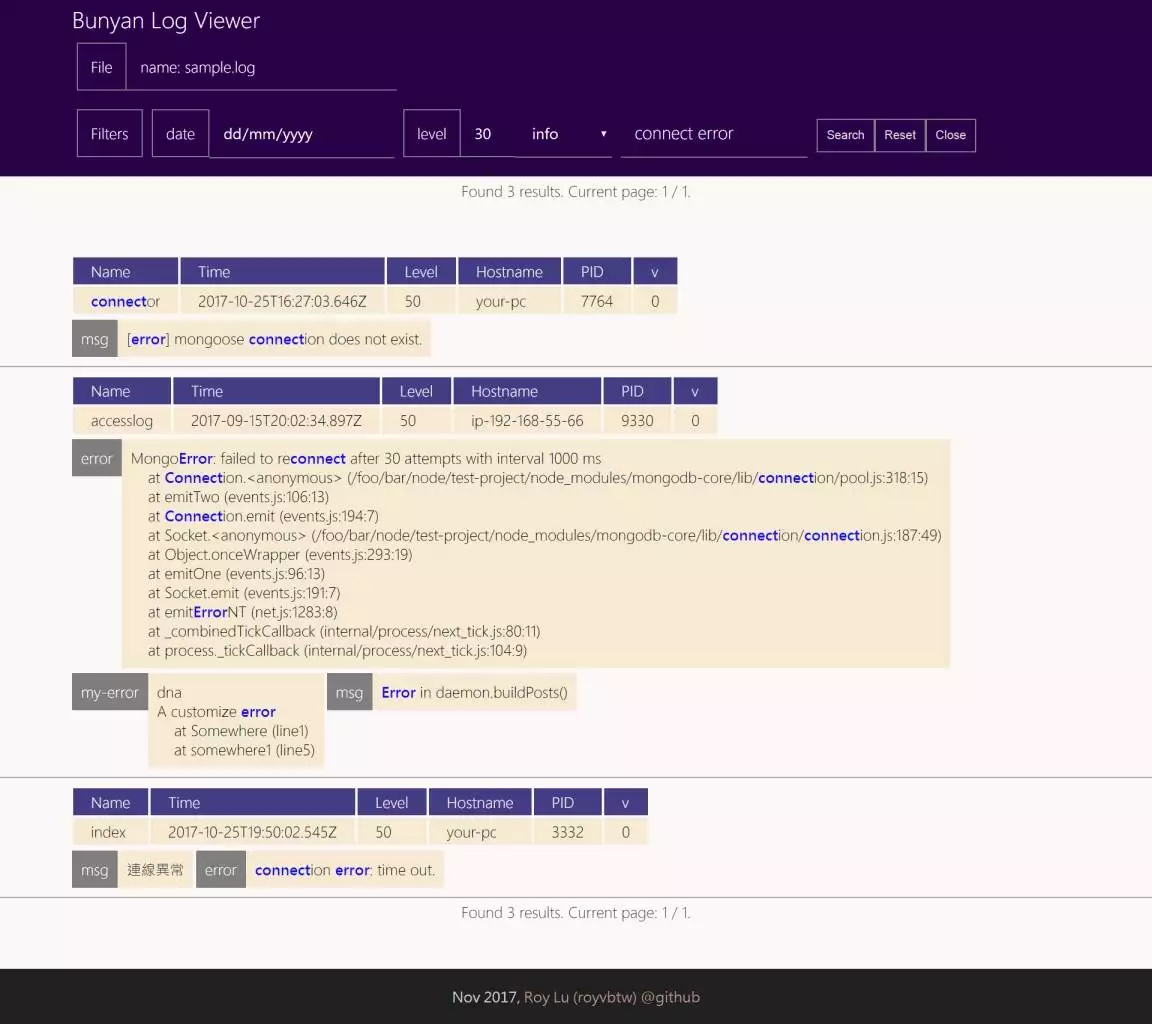 Bunyan Log Viewer
File name: sample.log
Filters date dd/mm/yyyy level 30 info ▾ connect error Search Reset Close
Found 3 results. Current page: 1 / 1.
Name Time Level Hostname PID v
connector 2017-10-25T16:27:03.646Z 50 your-pc 7764 0
msg [error] mongoose connection does not exist.
Name Time Level Hostname PID v
accesslog 2017-09-15T20:02:34.897Z 50 ip-192-168-55-66 9330 0
error MongoError: failed to reconnect after 30 attempts with interval 1000 ms
at Connection.<anonymous> (/foo/bar/node/test-project/node_modules/mongodb-core/lib/connection/pool.js:318:15)
at emitTwo (events.js:106:13)
at Connection.emit (events.js:194:7)
at Socket.<anonymous> (/foo/bar/node/test-project/node_modules/mongodb-core/lib/connection/connection.js:187:49)
at Object.onceWrapper (events.js:293:19)
at emitOne (events.js:96:13)
at Socket.emit (events.js:191:7)
at emitErrorNT (net.js:1283:8)
at _combinedTickCallback (internal/process/next_tick.js:80:11)
at process._tickCallback (internal/process/next_tick.js:104:9)
my-error dna msg Error in daemon.buildPosts()
A customize error
at Somewhere (line1)
at somewhere1 (line5)
Name Time Level Hostname PID v
index 2017-10-25T19:50:02.545Z 50 your-pc 3332 0
msg 連線異常 error connection error: time out.
Found 3 results. Current page: 1 / 1.
Nov 2017, Roy Lu (royvbtw) @github